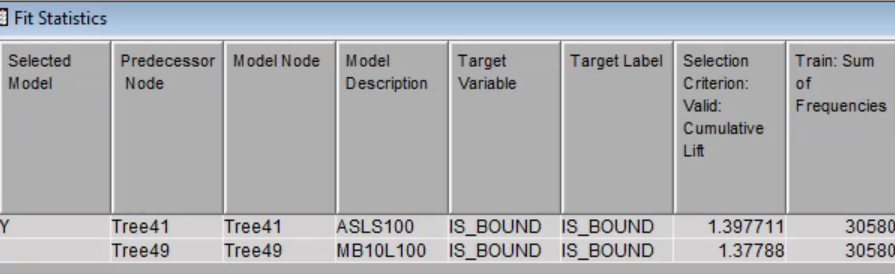 Fit Statistics
Selected Model	Predecessor Node	Model Node	Model Description	Target Variable	Target Label	Selection Criterion: Valid: Cumulative Lift	Train: Sum of Frequencies
Y	Tree41	Tree41	ASLS100	IS_BOUND	IS_BOUND	1.397711	30580
Tree49	Tree49	MB10L100	IS_BOUND	IS_BOUND	1.37788	30580